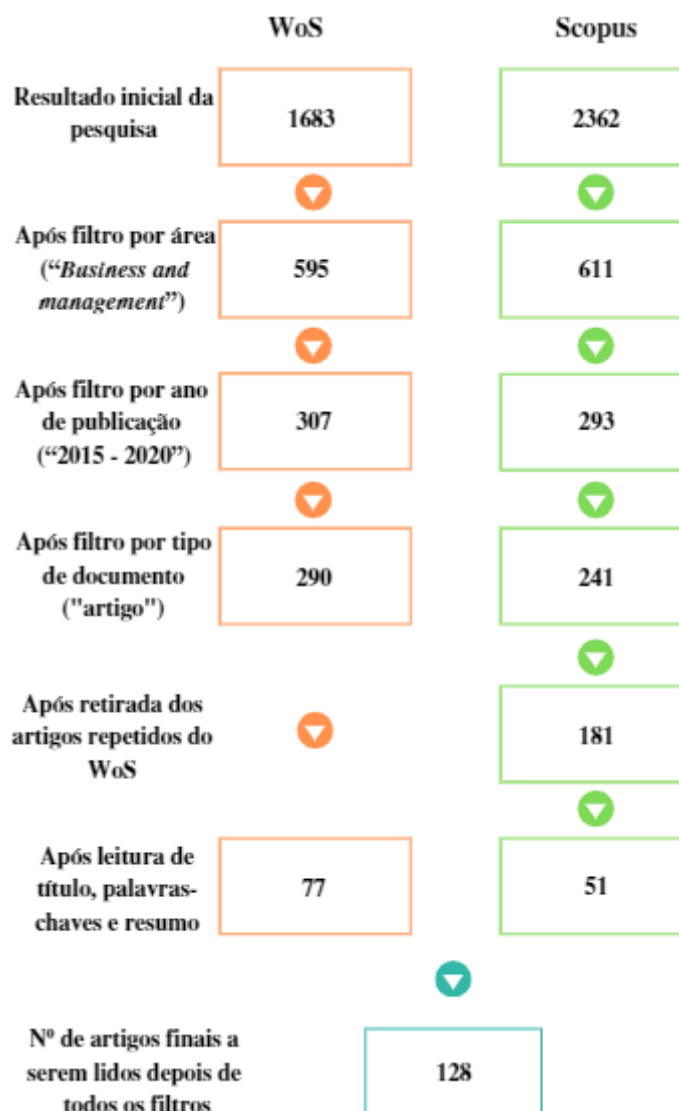 WoS Scopus
Resultado inicial da
pesquisa
1683
2362
Após filtro por área
(“Business and
management”)
595
611
Após filtro por ano
de publicação
(“2015 - 2020”)
307
293
Após filtro por tipo
de documento
("artigo")
290
241
Após retirada dos
artigos repetidos do
WoS
181
Após leitura de
título, palavras-
chaves e resumo
77
51
Nº de artigos finais a
serem lidos depois de
todos os filtros
128